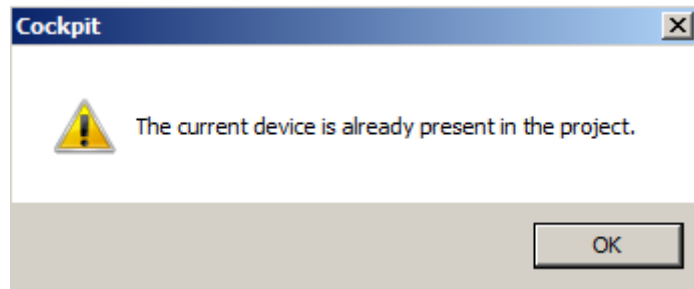 Cockpit
The current device is already present in the project.
OK